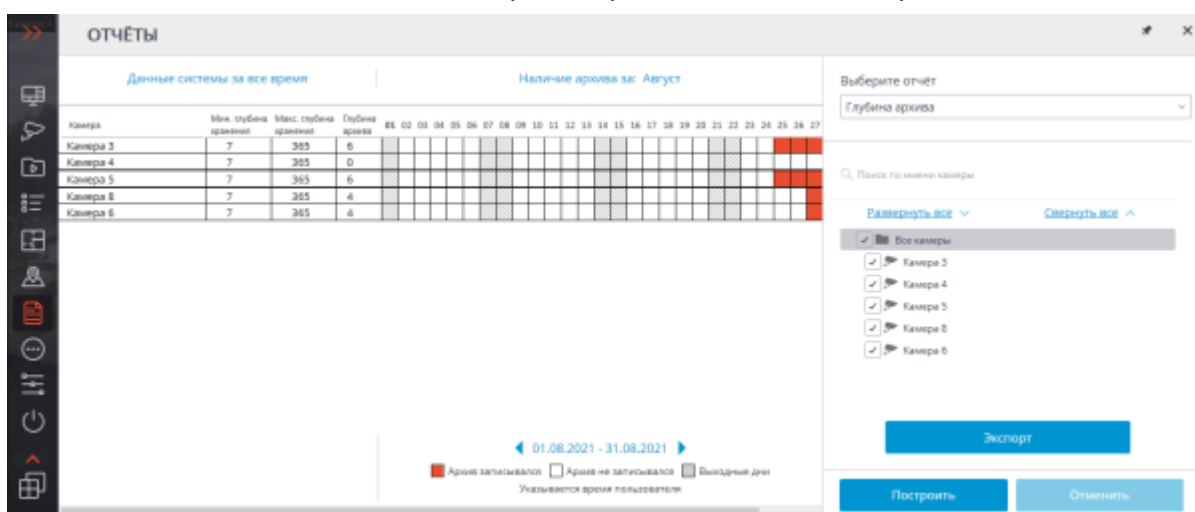 ОТЧЁТЫ
Данные системы за все время
Наличие архива за: Август
Камера Мин. глубина хранения Макс. глубина хранения Глубина архива 01 02 03 04 05 06 07 08 09 10 11 12 13 14 15 16 17 18 19 20 21 22 23 24 25 26 27
Камера 3 7 365 6
Камера 4 7 365 0
Камера 5 7 365 6
Камера 8 7 365 4
Камера 6 7 365 4
01.08.2021 - 31.08.2021
Архив записывался Архив не записывался Выходные дни
Указывается время пользователя
Выберите отчёт
Глубина архива
Поиск по имени камеры
Развернуть все Свернуть все
Все камеры
Камера 3
Камера 4
Камера 5
Камера 8
Камера 6
Экспорт
Построить Отменить